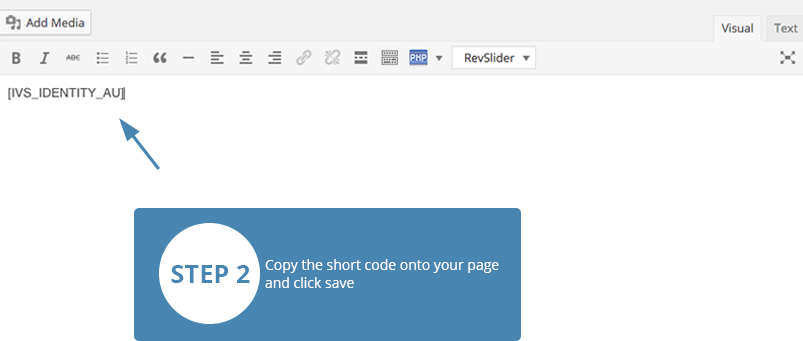 Add Media
Visual Text
B I ABC PHP RevSlider
[IVS_IDENTITY_AU]
STEP 2
Copy the short code onto your page
and click save